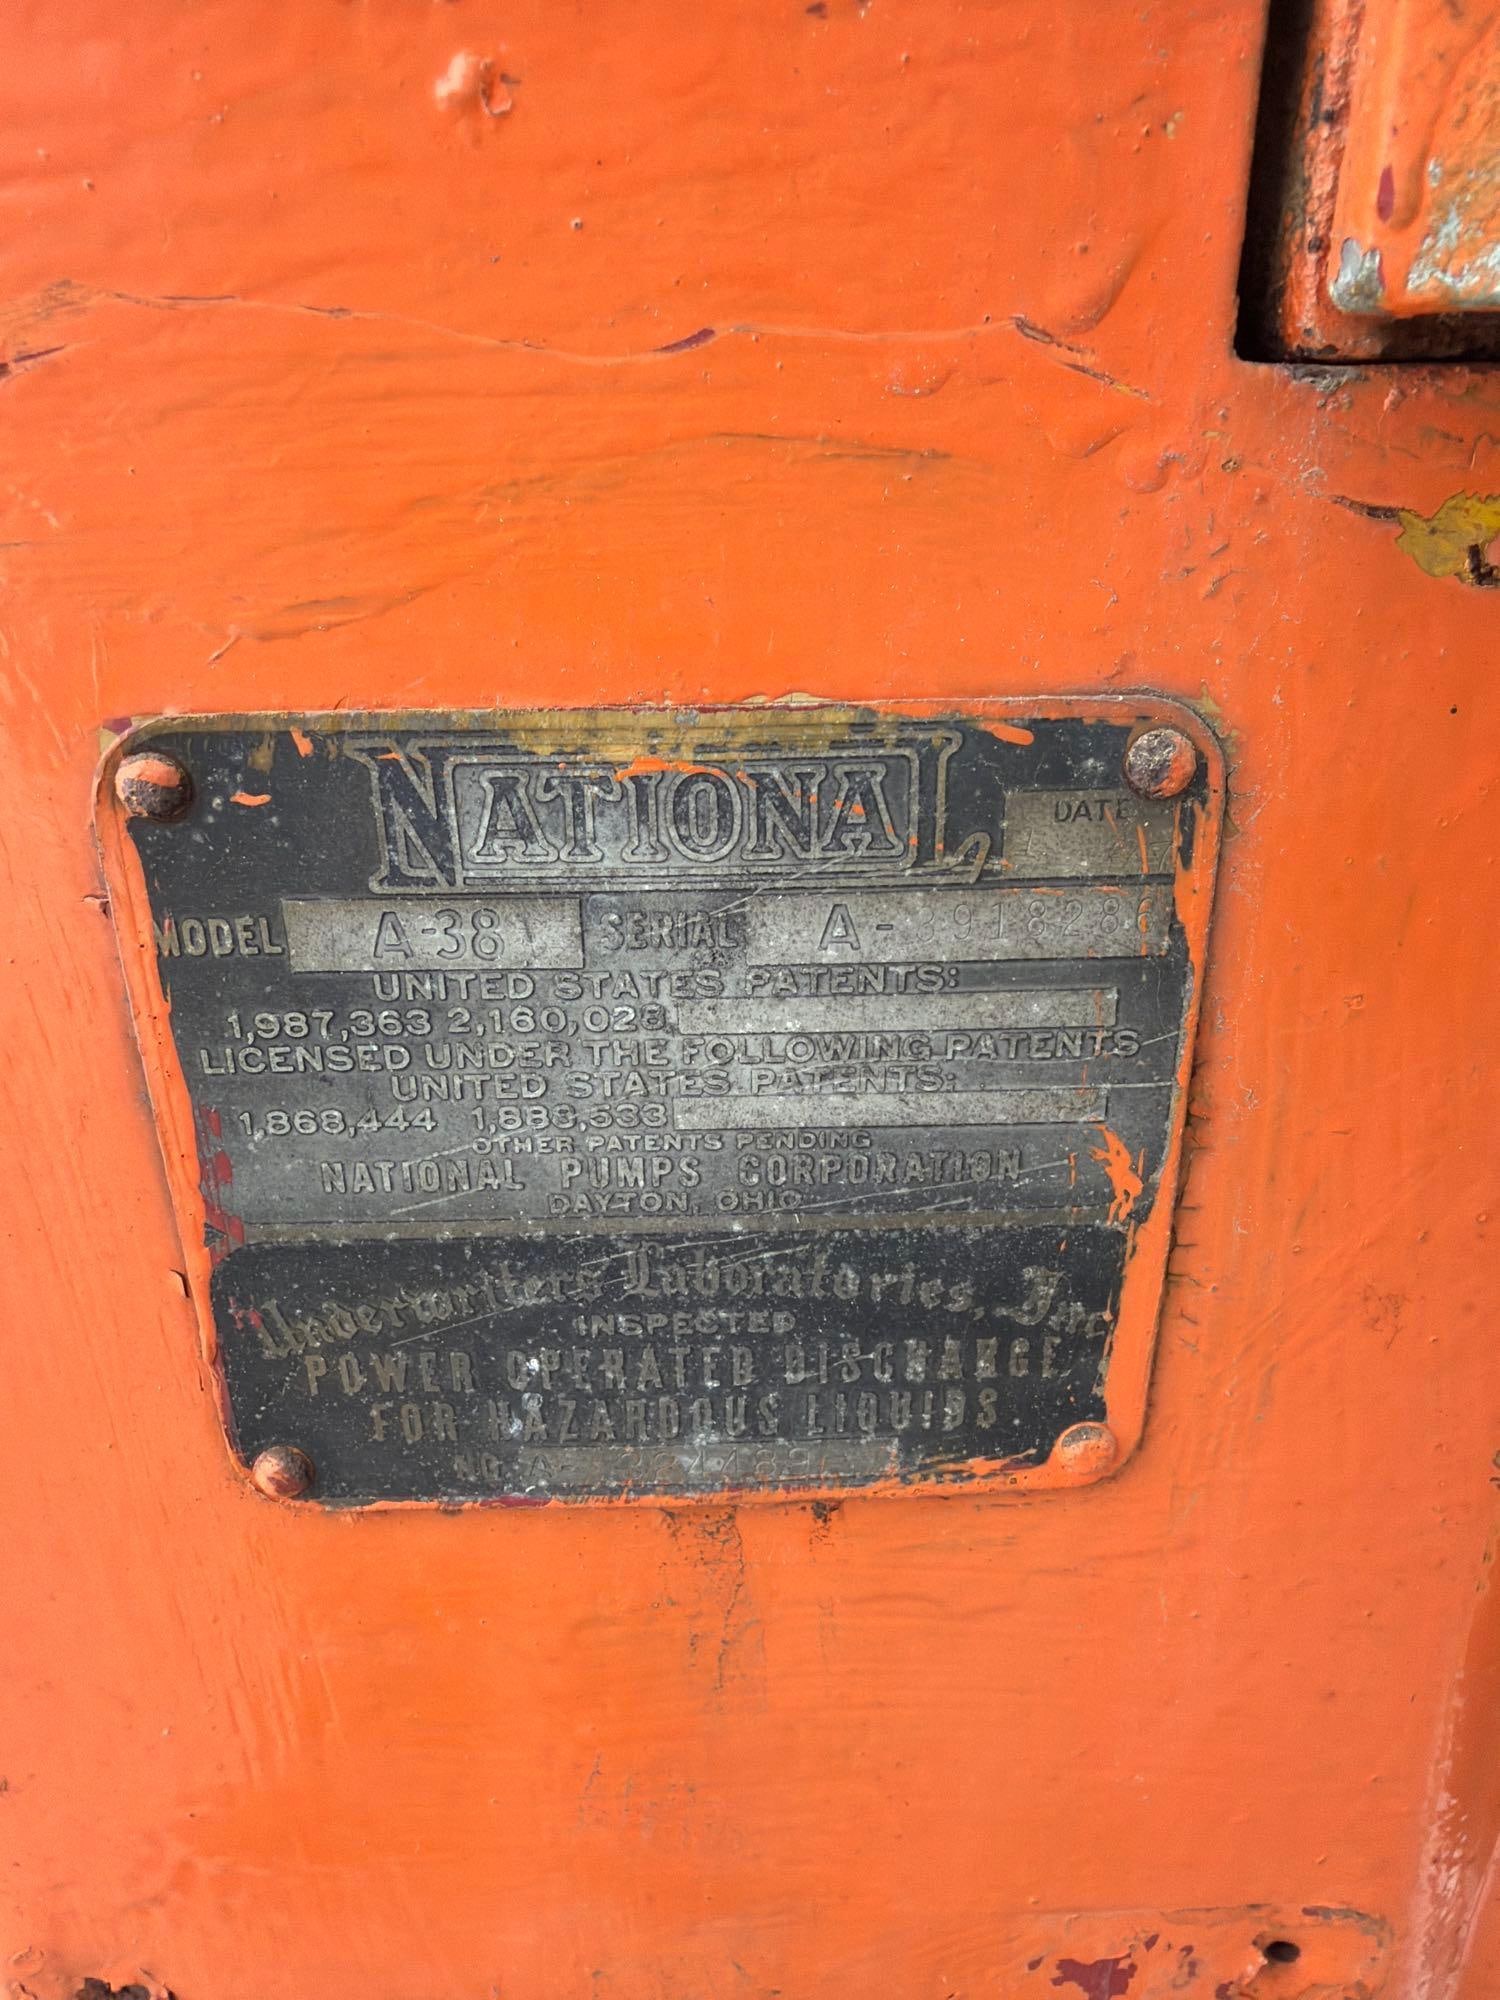 NATIONAL
DATE
MODEL A-38 SERIAL A-3918286
UNITED STATES PATENTS:
1,987,363 2,160,028
LICENSED UNDER THE FOLLOWING PATENTS
UNITED STATES PATENTS:
1,868,444 1,888,533
OTHER PATENTS PENDING
NATIONAL PUMPS CORPORATION
DAYTON, OHIO
Underwriters Laboratories, Inc.
INSPECTED
POWER OPERATED DISCHARGE
FOR HAZARDOUS LIQUIDS
NO.